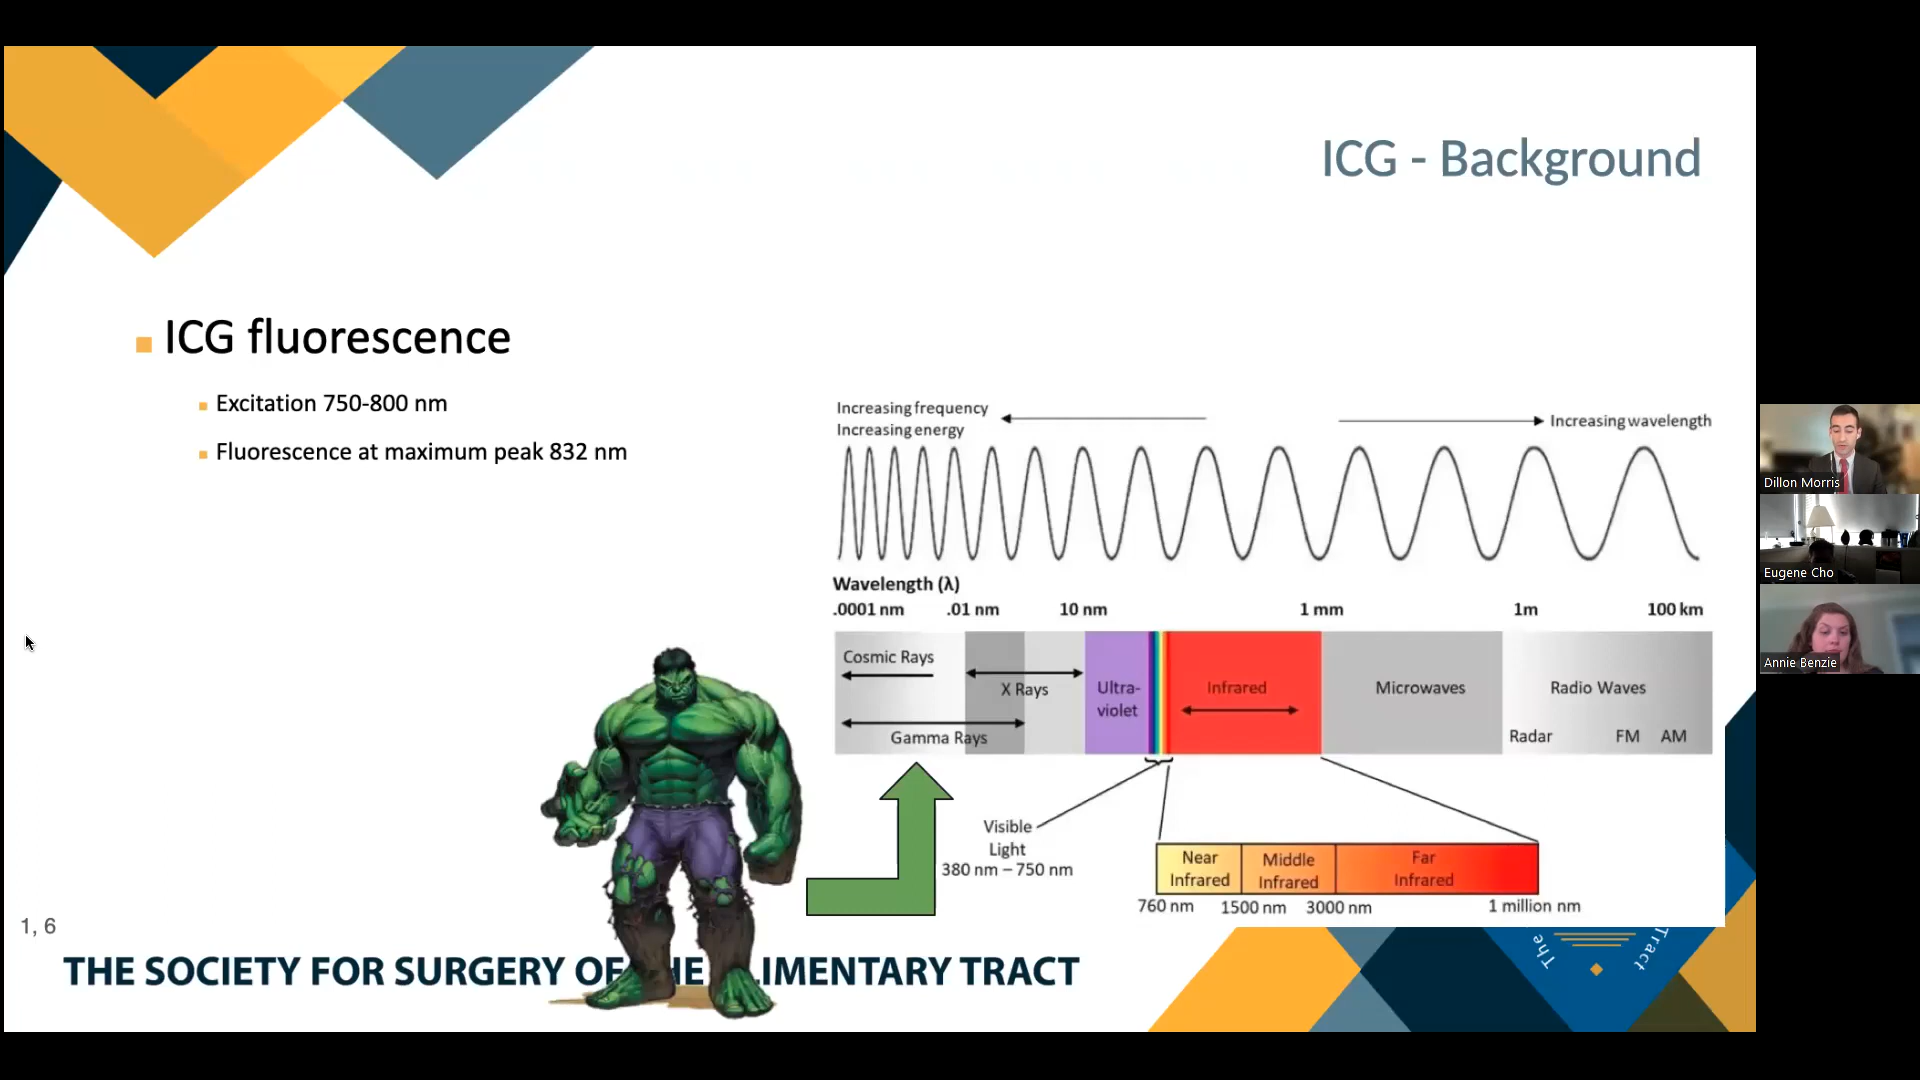 ICG - Background
ICG fluorescence
Excitation 750-800 nm
Fluorescence at maximum peak 832 nm
Increasing frequency
Increasing energy
Increasing wavelength
Wavelength (λ)
.0001 nm .01 nm 10 nm 1 mm 1m 100 km
Cosmic Rays
X Rays
Gamma Rays
Ultra-
violet
Infrared
Microwaves
Radio Waves
Radar FM AM
Visible
Light
380 nm – 750 nm
Near
Infrared
Middle
Infrared
Far
Infrared
760 nm 1500 nm 3000 nm 1 million nm
1, 6
THE SOCIETY FOR SURGERY OF HE LIMENTARY TRACT
The
Tract
Dillon Morris
Eugene Cho
Annie Benzie